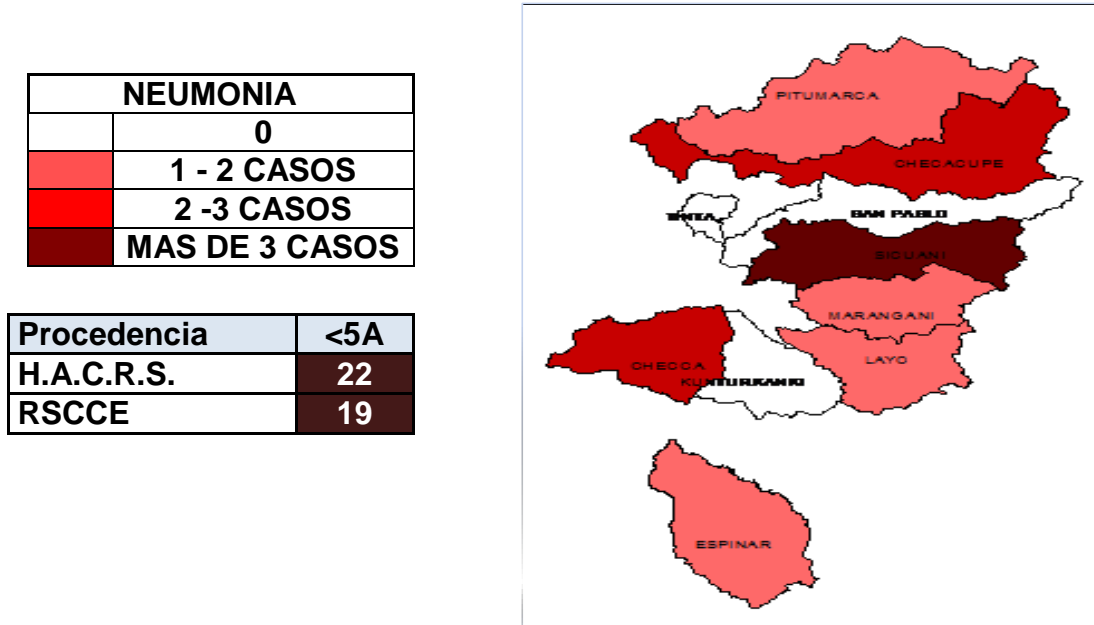 NEUMONIA
0
1 - 2 CASOS
2 -3 CASOS
MAS DE 3 CASOS
Procedencia <5A
H.A.C.R.S. 22
RSCCE 19
PITUMARCA
CHECACUPE
TINTA
SAN PABLO
SICUANI
MARANGANI
LAYO
CHECCA
KUNTURKANKI
ESPINAR